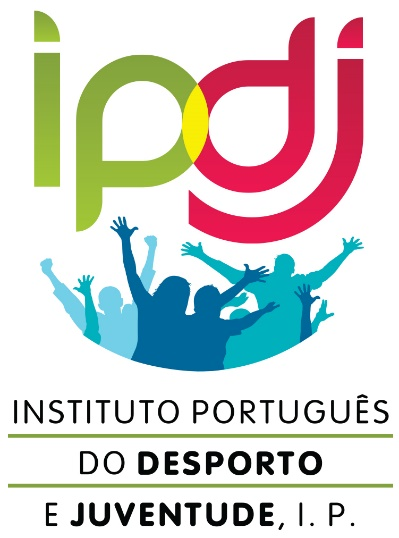 ipdj
INSTITUTO PORTUGUÊS
DO DESPORTO
E JUVENTUDE, I. P.